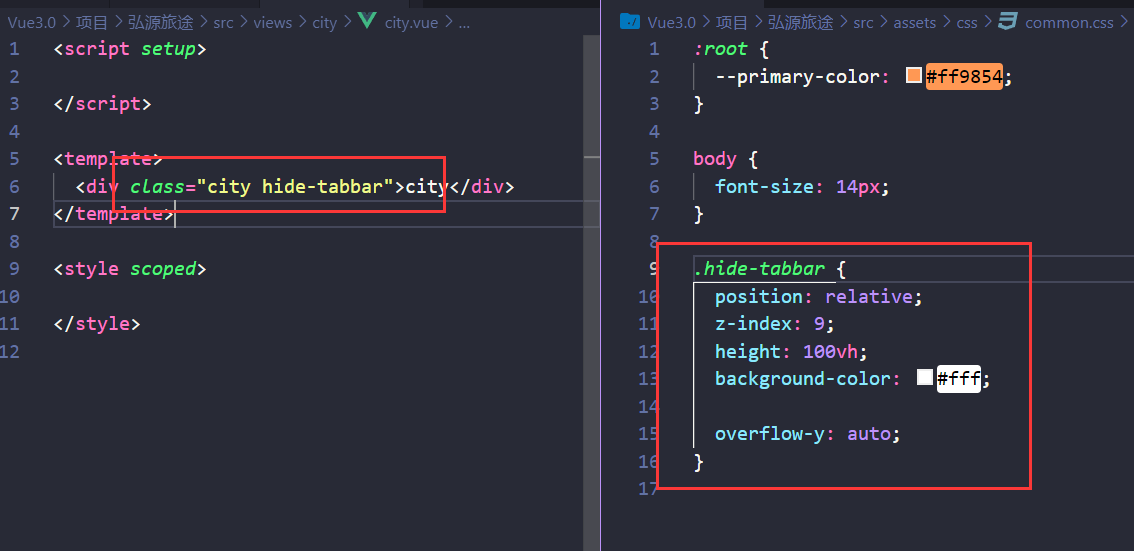 Vue3.0 > 项目 > 弘源旅途 > src > views > city > city.vue > ...
1 <script setup>
2
3 </script>
4
5 <template>
6 <div class="city hide-tabbar">city</div>
7 </template>
8
9 <style scoped>
10
11 </style>
12
Vue3.0 > 项目 > 弘源旅途 > src > assets > css > common.css >
1 :root {
2 --primary-color: #ff9854;
3 }
4
5 body {
6 font-size: 14px;
7 }
8
9 .hide-tabbar {
10 position: relative;
11 z-index: 9;
12 height: 100vh;
13 background-color: #fff;
14
15 overflow-y: auto;
16 }
17